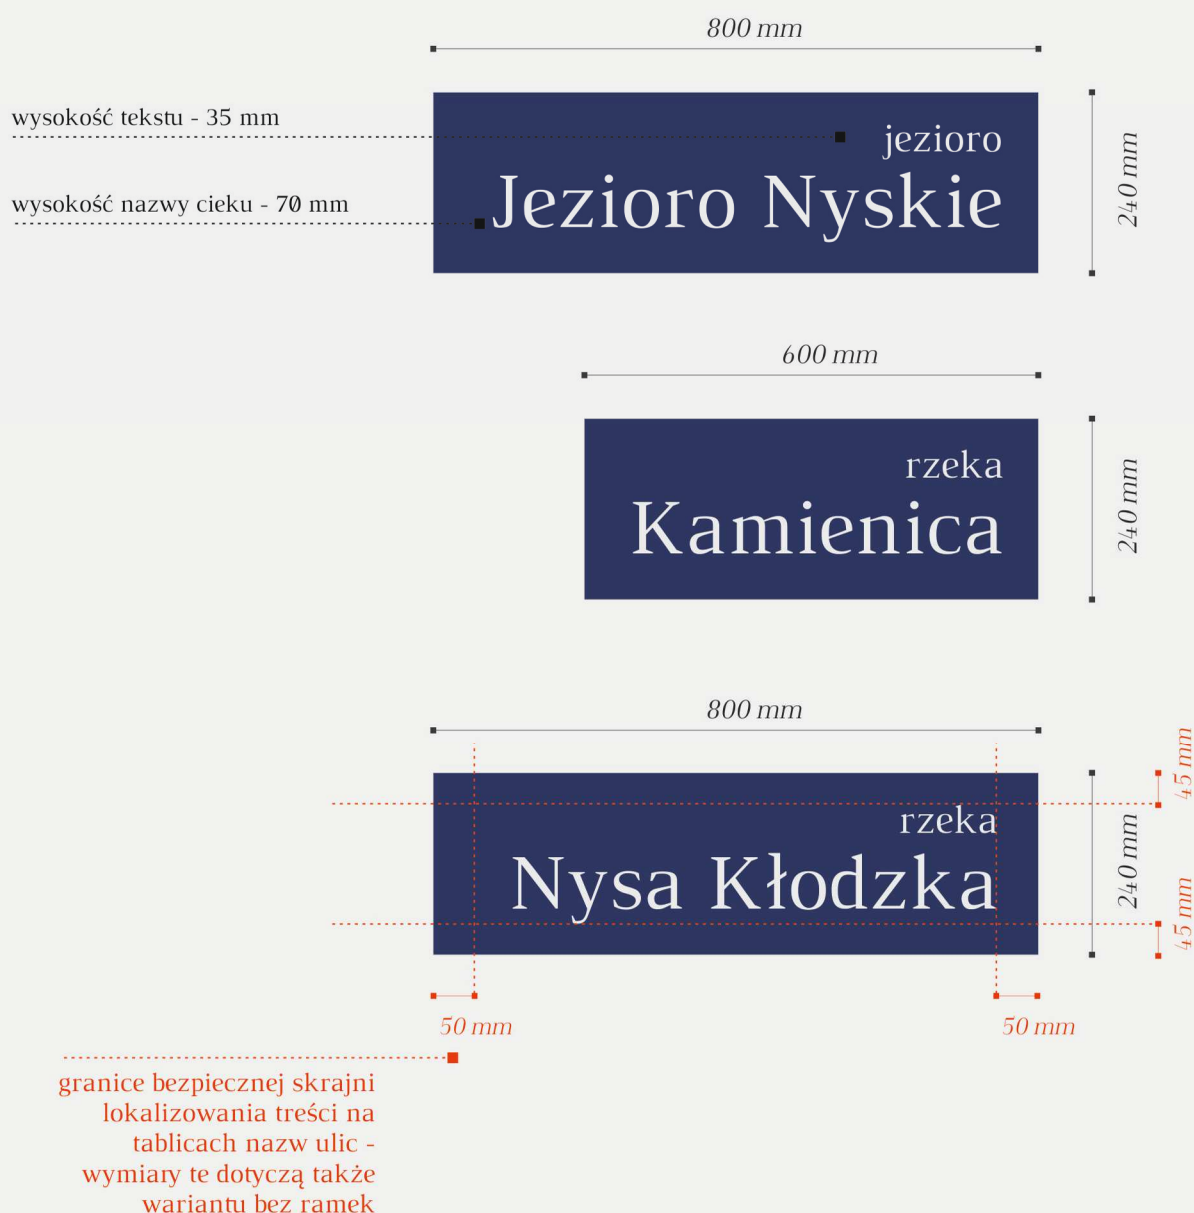 800 mm
wysokość tekstu - 35 mm
jezioro
wysokość nazwy cieku - 70 mm
Jezioro Nyskie
240 mm
600 mm
rzeka
Kamienica
240 mm
800 mm
45 mm
rzeka
Nysa Kłodzka
240 mm
45 mm
50 mm
50 mm
granice bezpiecznej skrajni
lokalizowania treści na
tablicach nazw ulic -
wymiary te dotyczą także
wariantu bez ramek